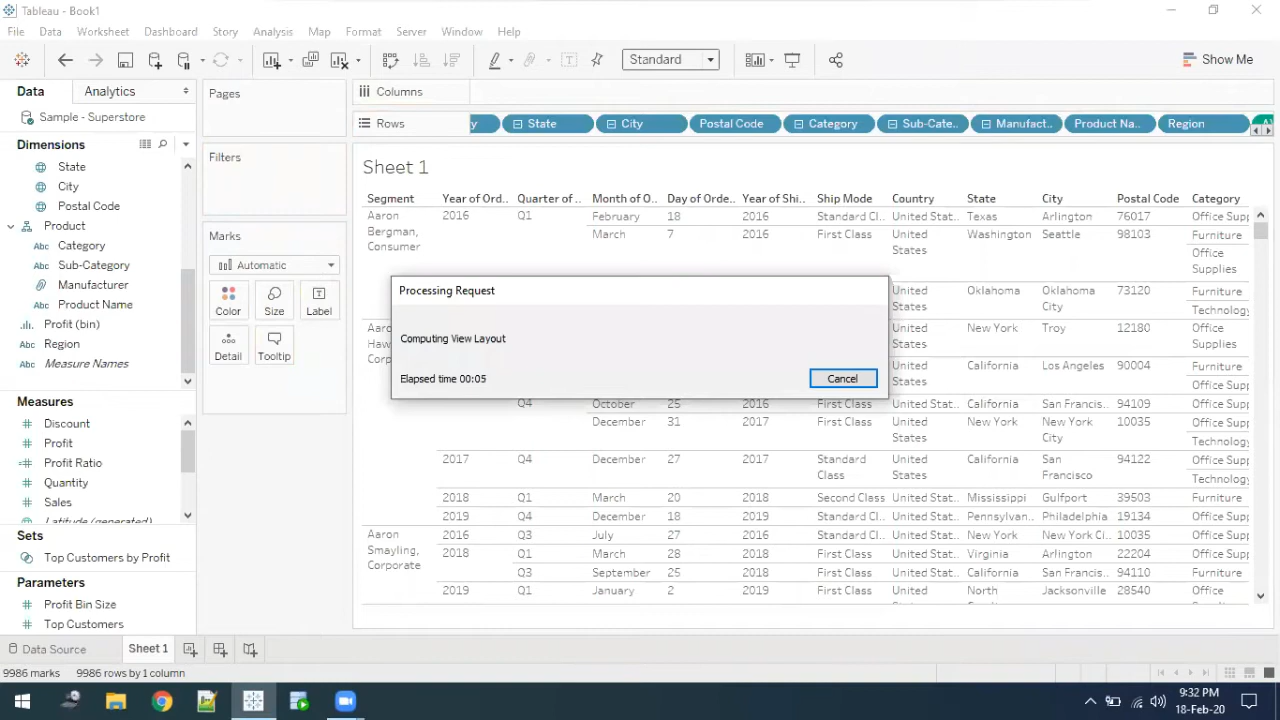 Tableau - Book1
File Data Worksheet Dashboard Story Analysis Map Format Server Window Help
Standard
Show Me
Data
Analytics
Pages
Columns
Sample - Superstore
Rows
State
City
Postal Code
Category
Sub-Cate..
Manufact..
Product Na..
Region
Dimensions
State
City
Postal Code
Product
Category
Sub-Category
Manufacturer
Product Name
Profit (bin)
Region
Measure Names
Measures
Discount
Profit
Profit Ratio
Quantity
Sales
Latitude (generated)
Sets
Top Customers by Profit
Parameters
Profit Bin Size
Top Customers
Filters
Marks
Automatic
Color
Size
Label
Detail
Tooltip
Sheet 1
Segment Year of Ord.. Quarter of .. Month of O.. Day of Orde.. Year of Shi.. Ship Mode Country State City Postal Code Category
Aaron 2016 Q1 February 18 2016 Standard Cl.. United Stat.. Texas Arlington 76017 Office Supp
Bergman, March 7 2016 First Class United Washington Seattle 98103 Furniture
Consumer States Office
Supplies
United Oklahoma Oklahoma 73120 Furniture
States City Technology
United New York Troy 12180 Office
States Supplies
United California Los Angeles 90004 Furniture
States Office Sup
Q4 October 25 2016 First Class United Stat.. California San Francis.. 94109 Office Supp
December 31 2017 First Class United New York New York 10035 Office Supp
States City Technology
2017 Q4 December 27 2017 Standard United California San 94122 Office Sup
Class States Francisco Technology
2018 Q1 March 20 2018 Second Class United Stat.. Mississippi Gulfport 39503 Furniture
2019 Q4 December 18 2019 Standard Cl.. United Stat.. Pennsylvan.. Philadelphia 19134 Office Supp
Aaron 2016 Q3 July 27 2016 Standard Cl.. United Stat.. New York New York Ci.. 10035 Office Supp
Smayling, 2018 Q1 March 28 2018 First Class United Stat.. Virginia Arlington 22204 Office Supp
Corporate Q3 September 25 2018 First Class United Stat.. California San Francis.. 94110 Furniture
2019 Q1 January 2 2019 First Class United North Jacksonville 28540 Office
Processing Request
Computing View Layout
Elapsed time 00:05
Cancel
Data Source
Sheet 1
9986 marks 9986 rows by 1 column
9:32 PM
18-Feb-20